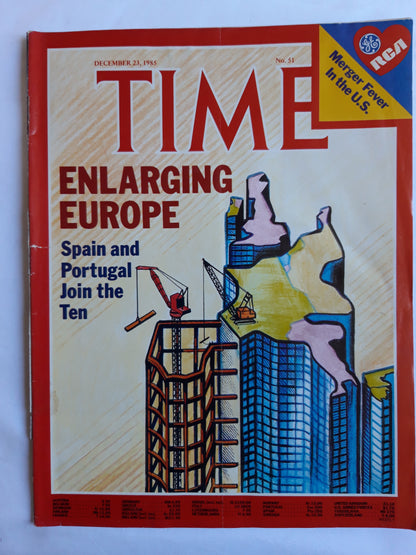 DECEMBER 23, 1985
No. 51
TIME
GE
RCA
Merger Fever
In the U.S.
ENLARGING
EUROPE
Spain and
Portugal
Join the
Ten